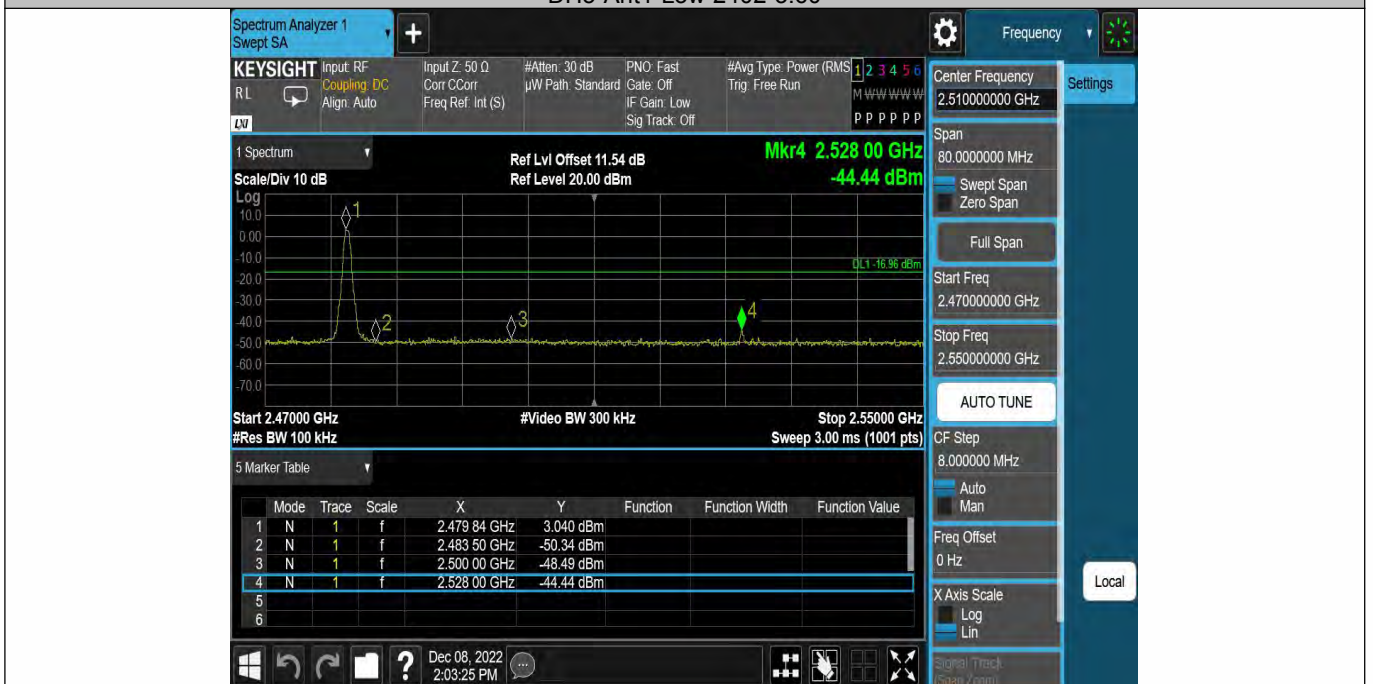 Spectrum Analyzer 1
Swept SA
+
Frequency
KEYSIGHT
RL
LXI
Input: RF
Coupling: DC
Align: Auto
Input Z: 50 Ω
Corr CCorr
Freq Ref: Int (S)
#Atten: 30 dB
µW Path: Standard
PNO: Fast
Gate: Off
IF Gain: Low
Sig Track: Off
#Avg Type: Power (RMS
Trig: Free Run
1 2 3 4 5 6
M W W W W W
P P P P P P
Center Frequency
2.510000000 GHz
Settings
1 Spectrum
Scale/Div 10 dB
Ref Lvl Offset 11.54 dB
Ref Level 20.00 dBm
Mkr4 2.528 00 GHz
-44.44 dBm
Log
10.0
0.00
-10.0
-20.0
-30.0
-40.0
-50.0
-60.0
-70.0
1
2
3
4
DL1 -16.96 dBm
Start 2.47000 GHz
#Res BW 100 kHz
#Video BW 300 kHz
Stop 2.55000 GHz
Sweep 3.00 ms (1001 pts)
Span
80.0000000 MHz
Swept Span
Zero Span
Full Span
Start Freq
2.470000000 GHz
Stop Freq
2.550000000 GHz
AUTO TUNE
CF Step
8.000000 MHz
Auto
Man
Freq Offset
0 Hz
X Axis Scale
Log
Lin
Signal Track
(Span Zoom)
Local
5 Marker Table
Mode Trace Scale X Y Function Function Width Function Value
1 N 1 f 2.479 84 GHz 3.040 dBm
2 N 1 f 2.483 50 GHz -50.34 dBm
3 N 1 f 2.500 00 GHz -48.49 dBm
4 N 1 f 2.528 00 GHz -44.44 dBm
5
6
?
Dec 08, 2022
2:03:25 PM